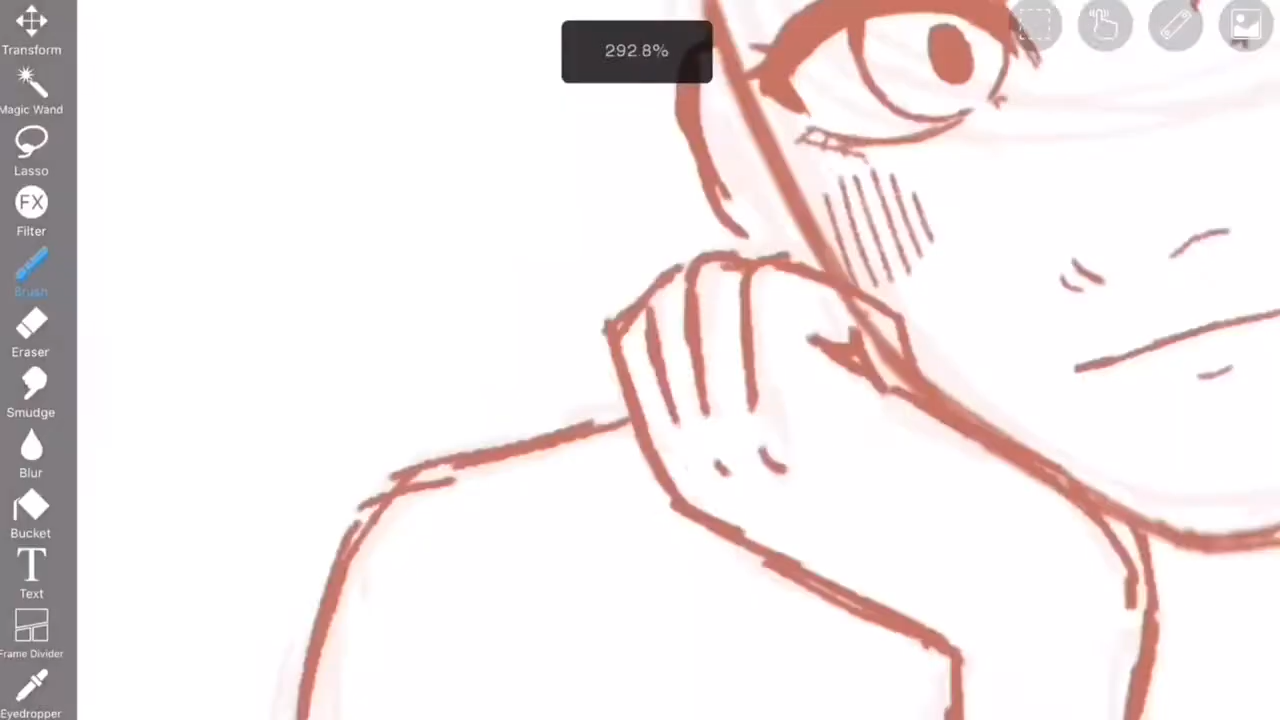 292.8%
Transform
Magic Wand
Lasso
FX
Filter
Brush
Eraser
Smudge
Blur
Bucket
T
Text
Frame Divider
Eyedropper